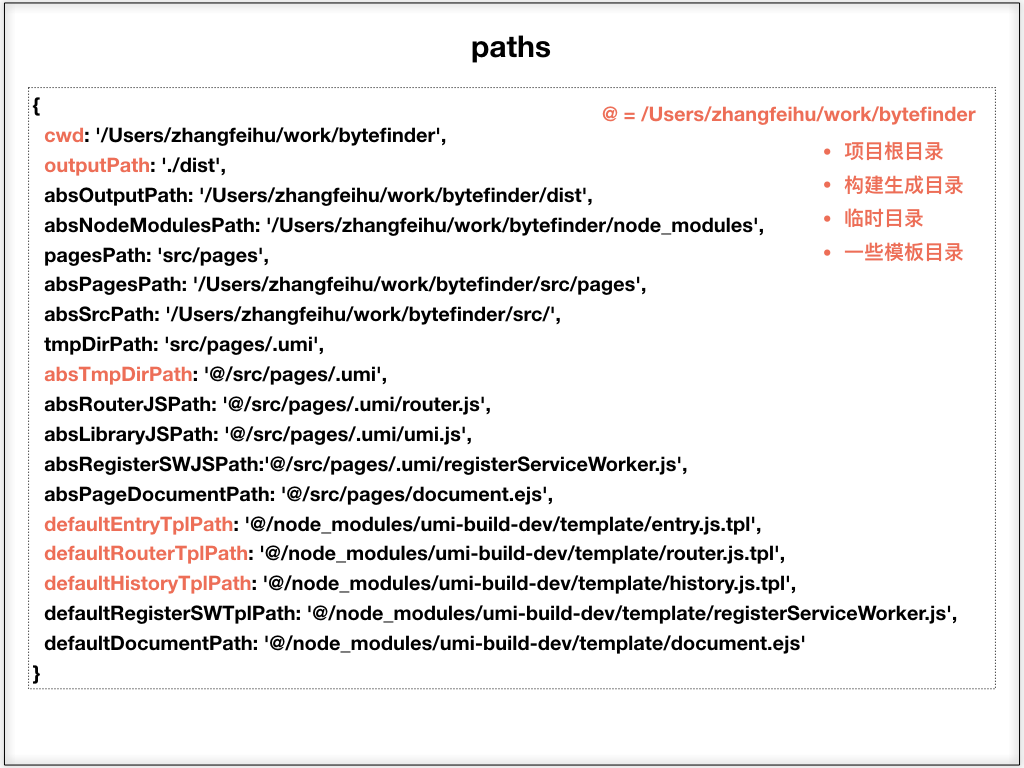 paths
{
@ = /Users/zhangfeihu/work/bytefinder
cwd: '/Users/zhangfeihu/work/bytefinder',
• 项目根目录
outputPath: './dist',
• 构建生成目录
absOutputPath: '/Users/zhangfeihu/work/bytefinder/dist',
• 临时目录
absNodeModulesPath: '/Users/zhangfeihu/work/bytefinder/node_modules',
• 一些模板目录
pagesPath: 'src/pages',
absPagesPath: '/Users/zhangfeihu/work/bytefinder/src/pages',
absSrcPath: '/Users/zhangfeihu/work/bytefinder/src/',
tmpDirPath: 'src/pages/.umi',
absTmpDirPath: '@/src/pages/.umi',
absRouterJSPath: '@/src/pages/.umi/router.js',
absLibraryJSPath: '@/src/pages/.umi/umi.js',
absRegisterSWJSPath:'@/src/pages/.umi/registerServiceWorker.js',
absPageDocumentPath: '@/src/pages/document.ejs',
defaultEntryTplPath: '@/node_modules/umi-build-dev/template/entry.js.tpl',
defaultRouterTplPath: '@/node_modules/umi-build-dev/template/router.js.tpl',
defaultHistoryTplPath: '@/node_modules/umi-build-dev/template/history.js.tpl',
defaultRegisterSWTplPath: '@/node_modules/umi-build-dev/template/registerServiceWorker.js',
defaultDocumentPath: '@/node_modules/umi-build-dev/template/document.ejs'
}